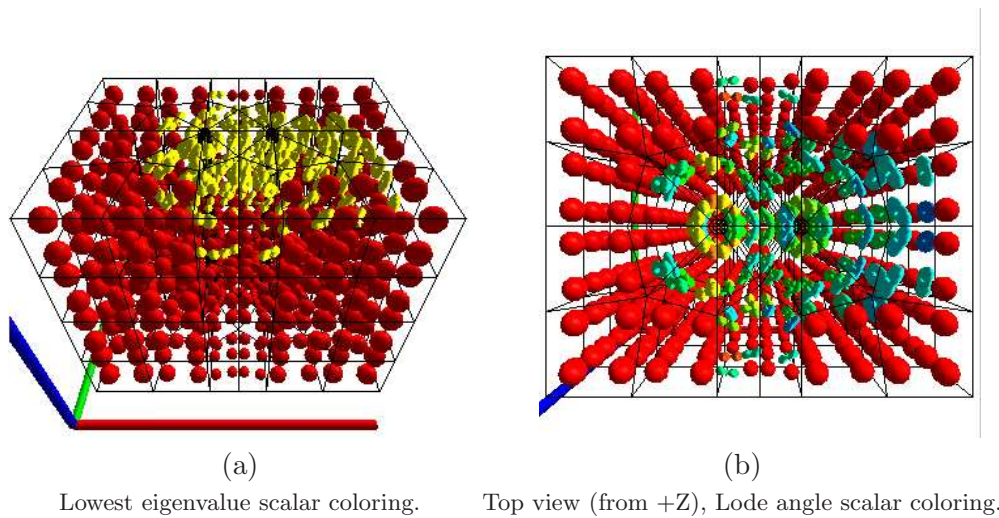 (a)
Lowest eigenvalue scalar coloring.
(b)
Top view (from +Z), Lode angle scalar coloring.